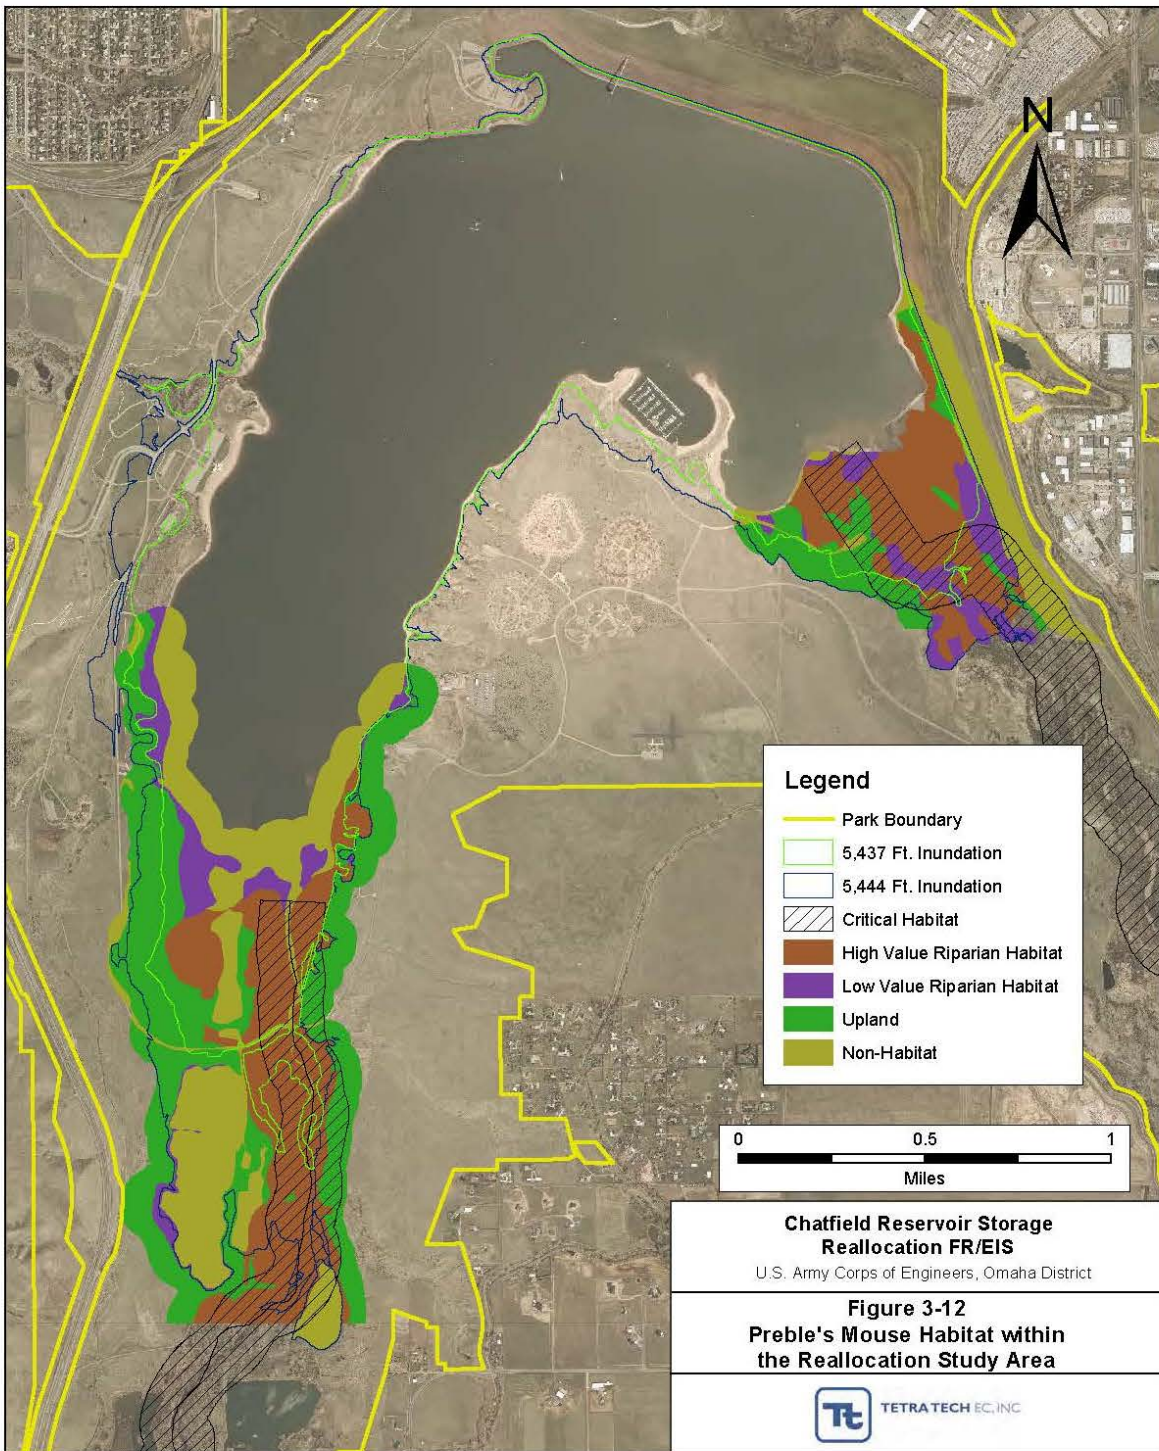 N
Legend
Park Boundary
5,437 Ft. Inundation
5,444 Ft. Inundation
Critical Habitat
High Value Riparian Habitat
Low Value Riparian Habitat
Upland
Non-Habitat
0 0.5 1
Miles
Chatfield Reservoir Storage
Reallocation FR/EIS
U.S. Army Corps of Engineers, Omaha District
Figure 3-12
Preble's Mouse Habitat within
the Reallocation Study Area
Tt TETRA TECH EC, INC